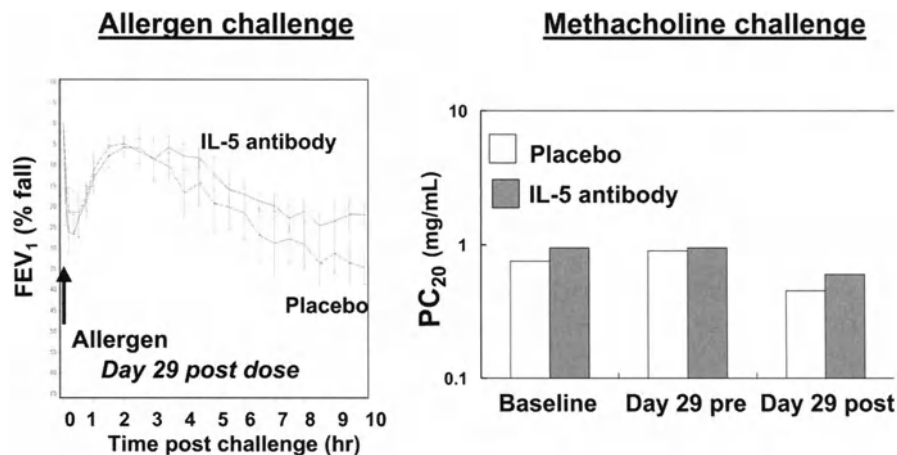 Allergen challenge
FEV1 (% fall)
IL-5 antibody
Placebo
Allergen
Day 29 post dose
0 1 2 3 4 5 6 7 8 9 10
Time post challenge (hr)
Methacholine challenge
PC20 (mg/mL)
10
1
0.1
Placebo
IL-5 antibody
Baseline Day 29 pre Day 29 post